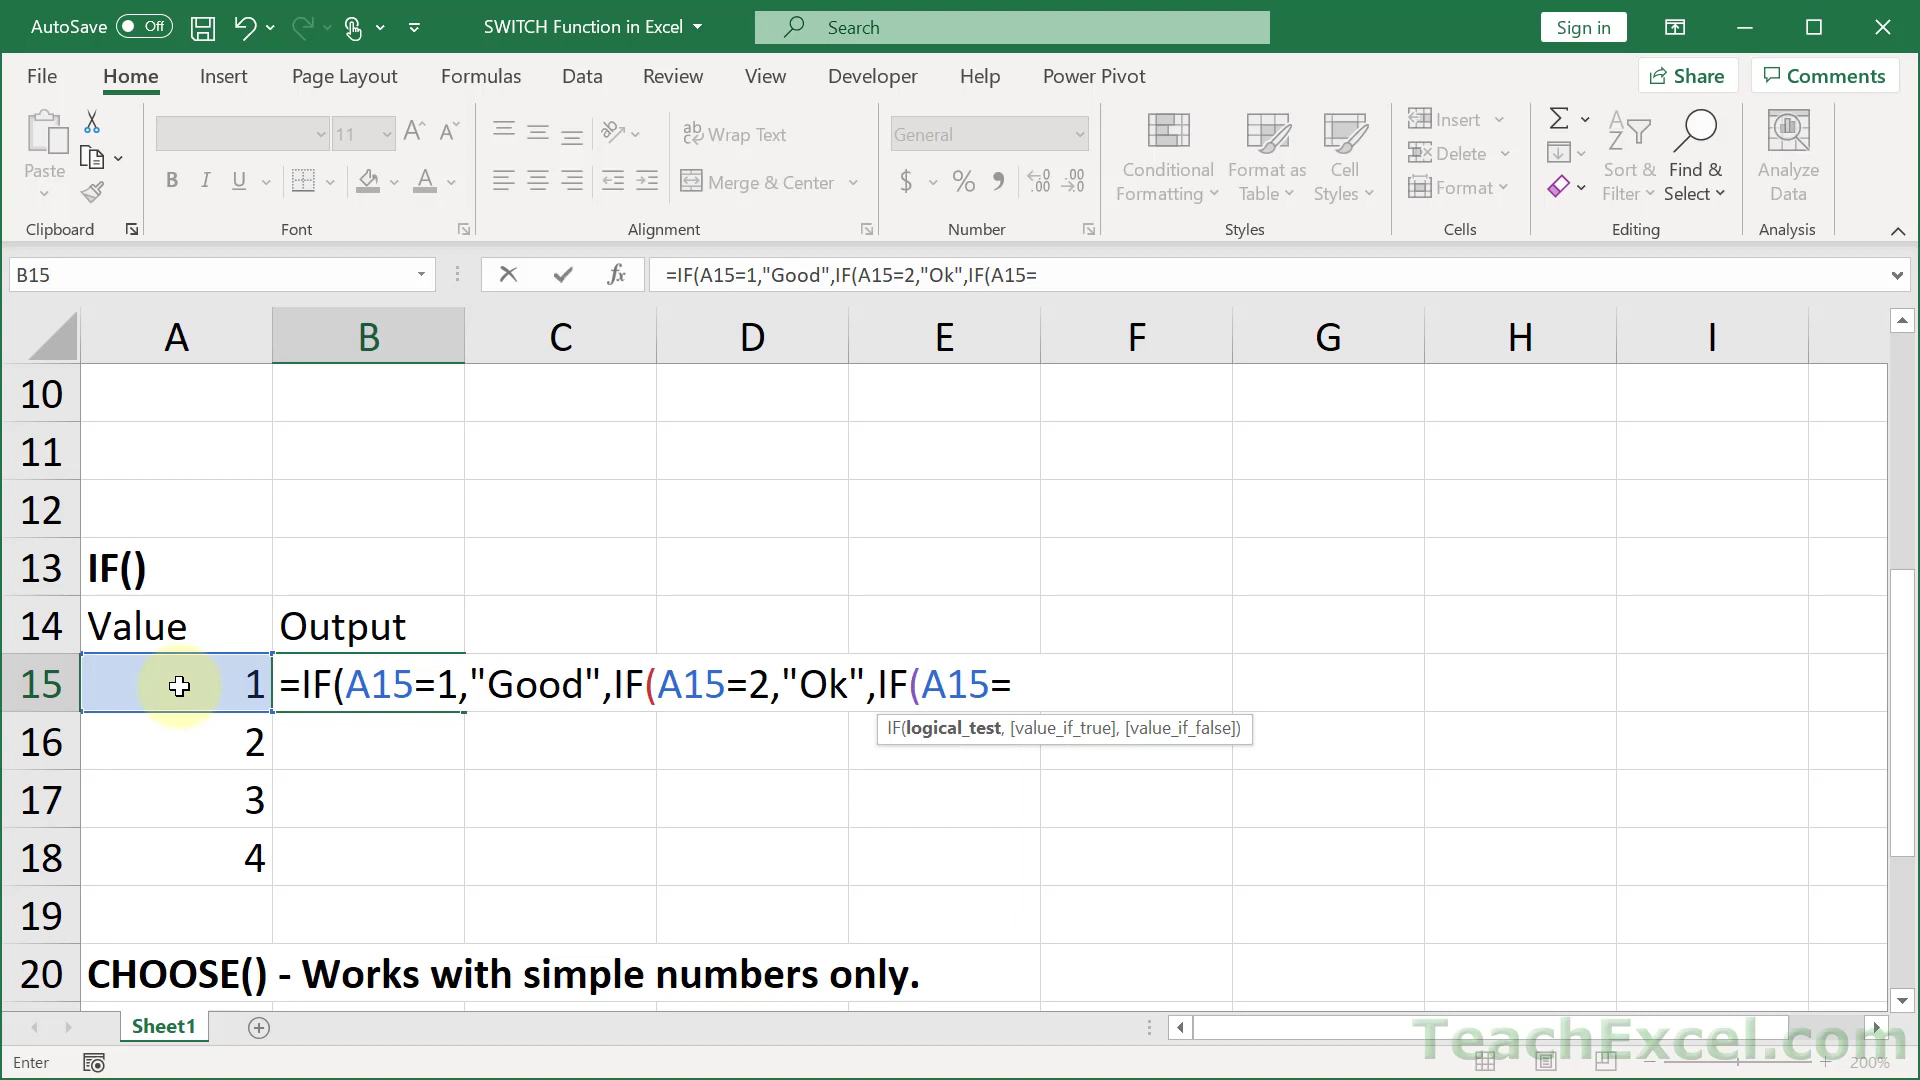 AutoSave Off SWITCH Function in Excel Search Sign in
File Home Insert Page Layout Formulas Data Review View Developer Help Power Pivot Share Comments
Paste 11 Wrap Text General Conditional Formatting Format as Table Cell Styles Insert Sort & Filter Find & Select Analyze Data
B I U Merge & Center $ % Delete
Format
Clipboard Font Alignment Number Styles Cells Editing Analysis
B15 fx =IF(A15=1,"Good",IF(A15=2,"Ok",IF(A15=
A B C D E F G H I
10
11
12
13 IF()
14 Value Output
15 1 =IF(A15=1,"Good",IF(A15=2,"Ok",IF(A15=
IF(logical_test, [value_if_true], [value_if_false])
16 2
17 3
18 4
19
20 CHOOSE() - Works with simple numbers only.
Sheet1
TeachExcel.com
Enter 200%